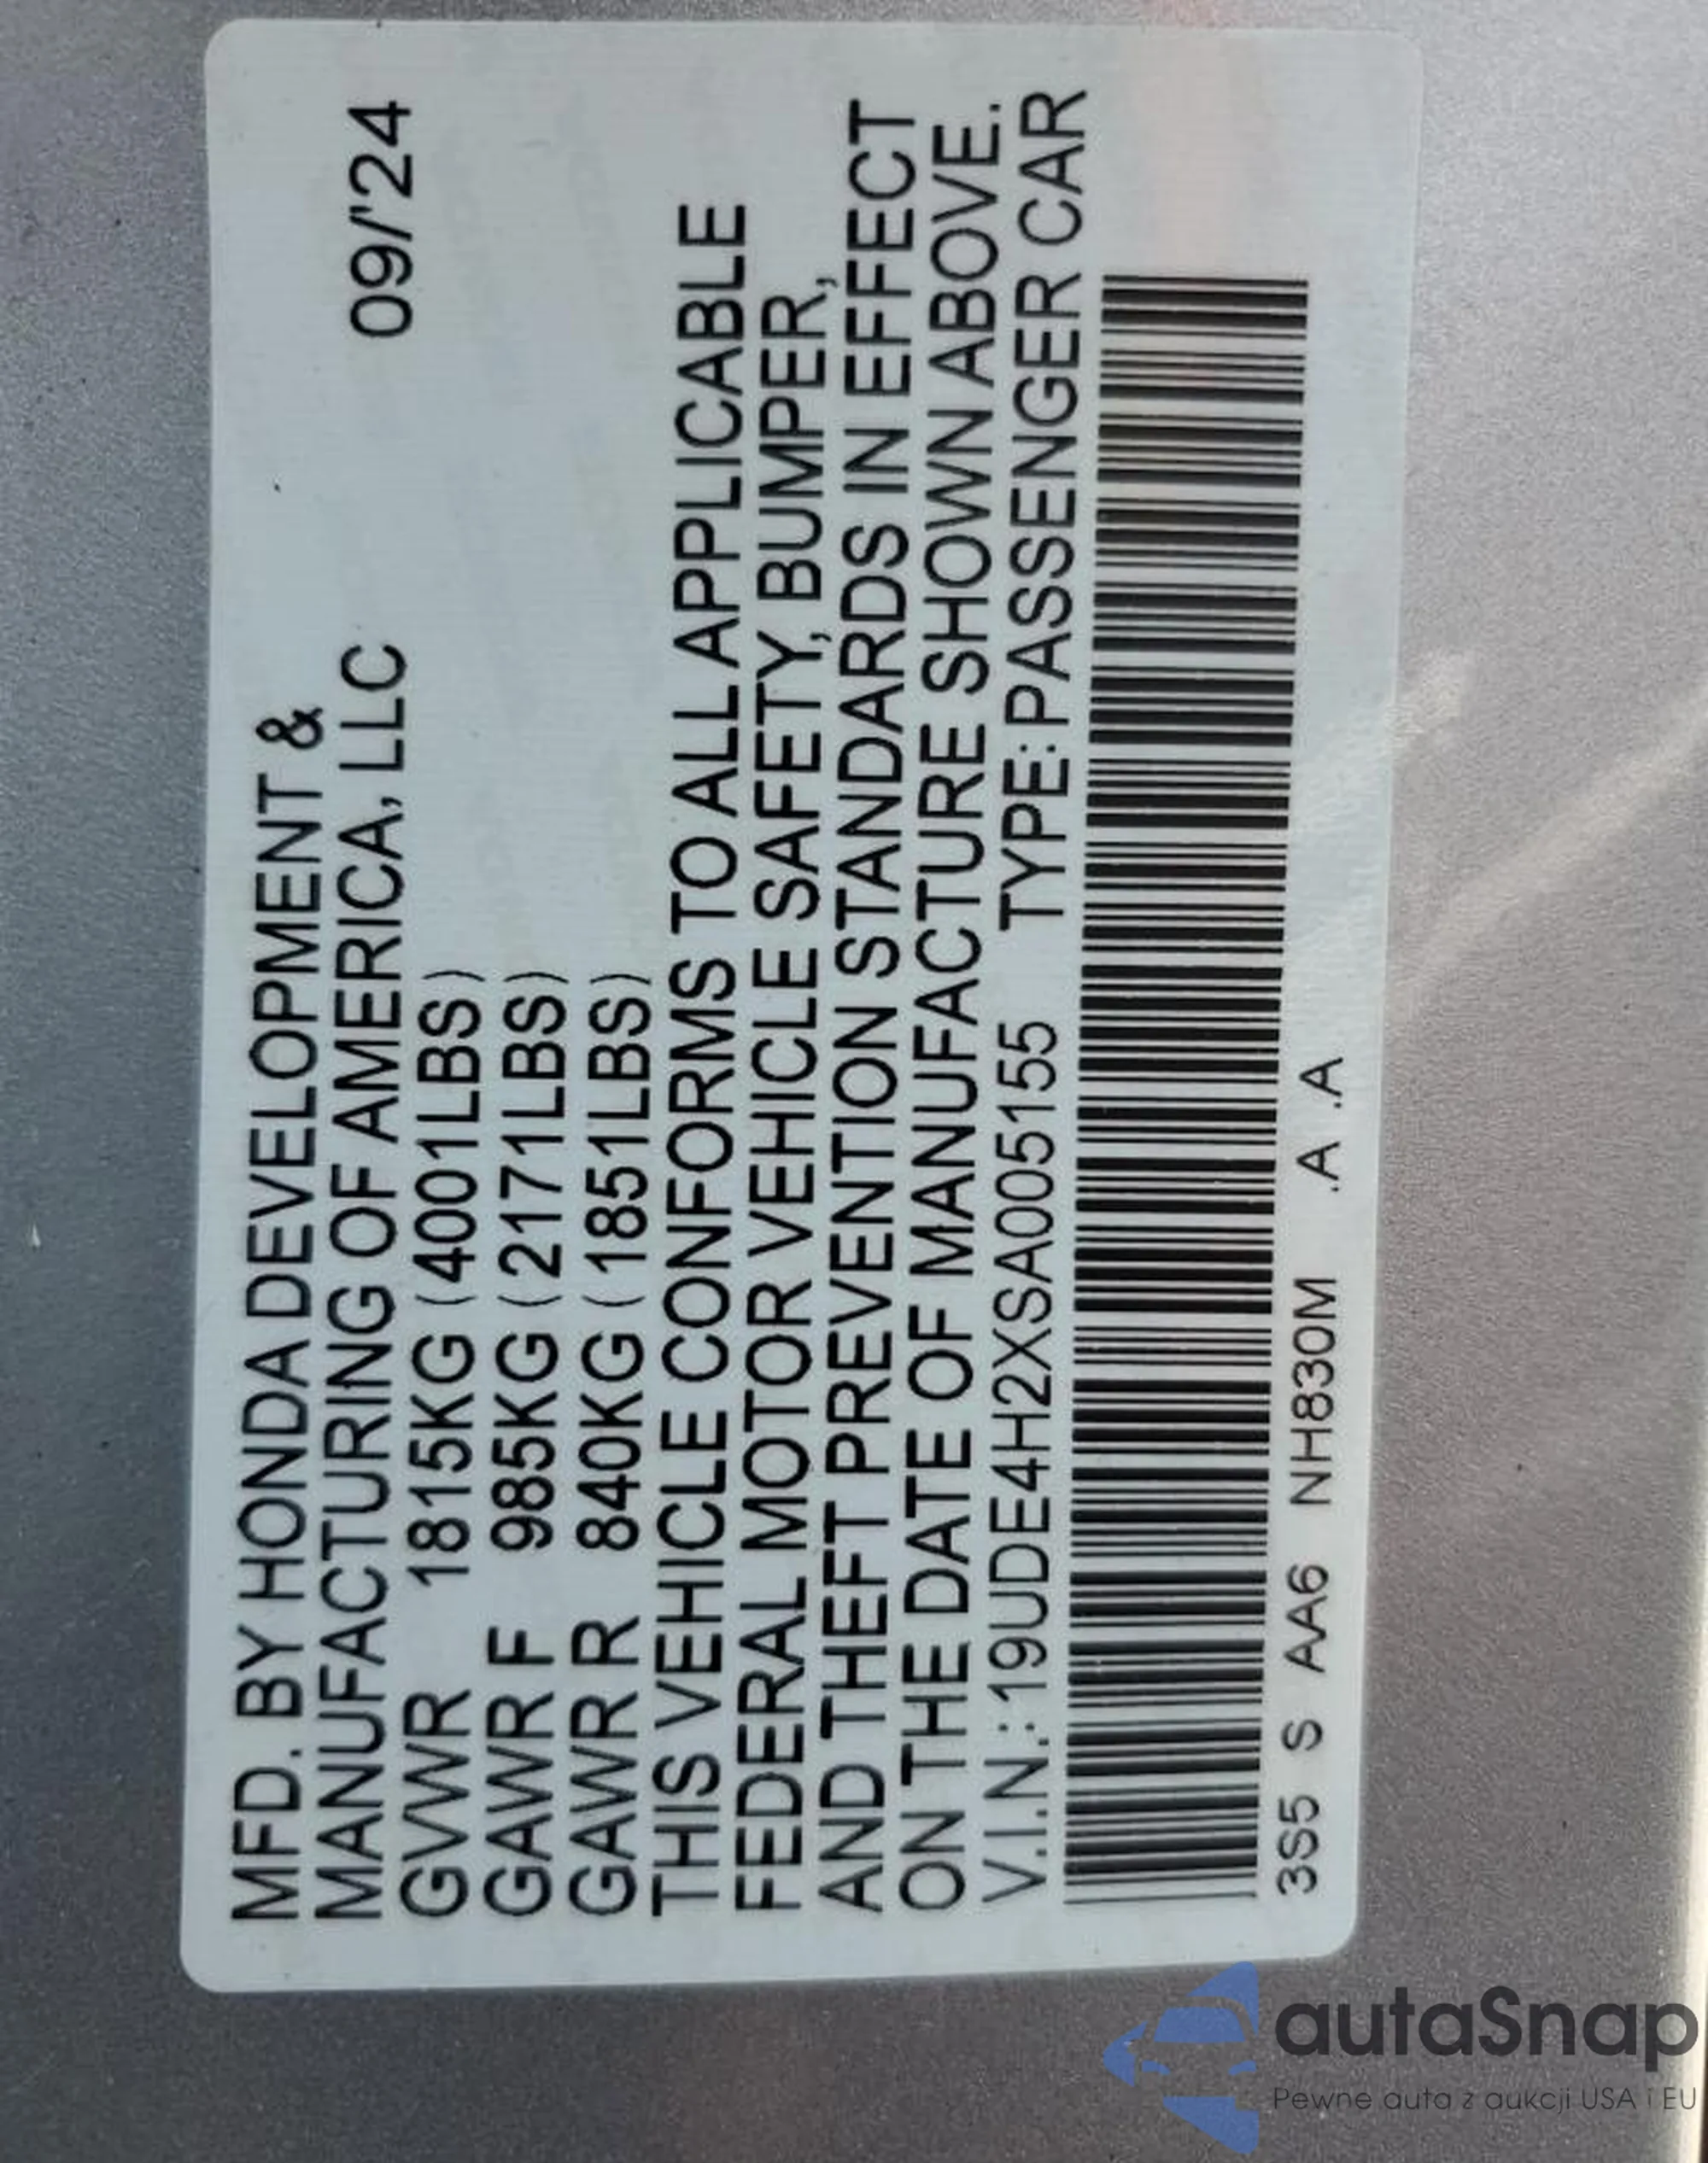 MFD. BY HONDA DEVELOPMENT &
MANUFACTURING OF AMERICA, LLC 09/'24
GVWR 1815KG (4001LBS)
GAWR F 985KG (2171LBS)
GAWR R 840KG (1851LBS)
THIS VEHICLE CONFORMS TO ALL APPLICABLE
FEDERAL MOTOR VEHICLE SAFETY, BUMPER,
AND THEFT PREVENTION STANDARDS IN EFFECT
ON THE DATE OF MANUFACTURE SHOWN ABOVE.
V.I.N.:19UDE4H2XSA005155 TYPE:PASSENGER CAR
3S5 S AA6 NH830M .A .A
autaSnap
Pewne auta z aukcji USA i EU